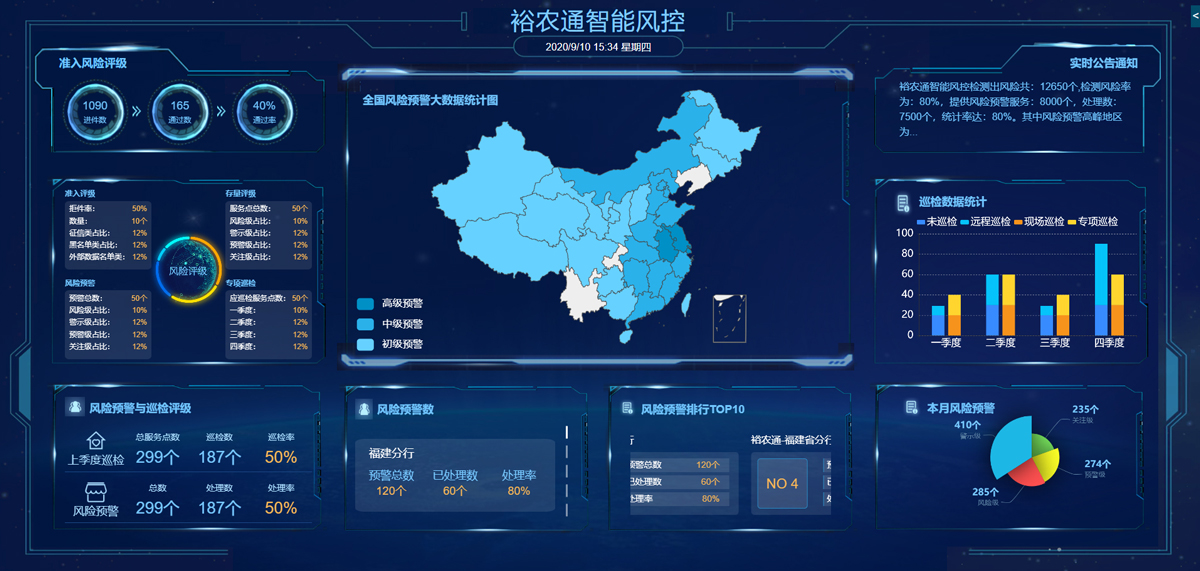 裕农通智能风控
2020/9/10 15:34 星期四
<
准入风险评级
1090
进件数
165
通过数
40%
通过率
准入评级
拒件率： 50%
数量： 10个
征信类占比： 12%
黑名单类占比： 12%
外部数据名单类： 12%
存量评级
服务点总数： 50个
风险级占比： 10%
警示级占比： 12%
预警级占比： 12%
关注级占比： 12%
风险评级
风险预警
预警总数： 50个
风险级占比： 10%
警示级占比： 12%
预警级占比： 12%
关注级占比： 12%
专项巡检
应巡检服务点数： 50个
一季度： 10%
二季度： 12%
三季度： 12%
四季度： 12%
全国风险预警大数据统计图
高级预警
中级预警
初级预警
实时公告通知
裕农通智能风控检测出风险共：12650个,检测风险率
为：80%，提供风险预警服务：8000个，处理数：
7500个，统计率达：80%。其中风险预警高峰地区
为...
巡检数据统计
未巡检 远程巡检 现场巡检 专项巡检
100
80
60
40
20
0
一季度 二季度 三季度 四季度
风险预警与巡检评级
总服务点数 巡检数 巡检率
上季度巡检 299个 187个 50%
总数 处理数 处理率
风险预警 299个 187个 50%
风险预警数
福建分行
预警总数 已处理数 处理率
120个 60个 80%
风险预警排行TOP10
行
预警总数 120个
已处理数 60个
处理率 80%
裕农通-福建省分行
NO 4
本月风险预警
410个
警示级
235个
关注级
274个
预警级
285个
风险级